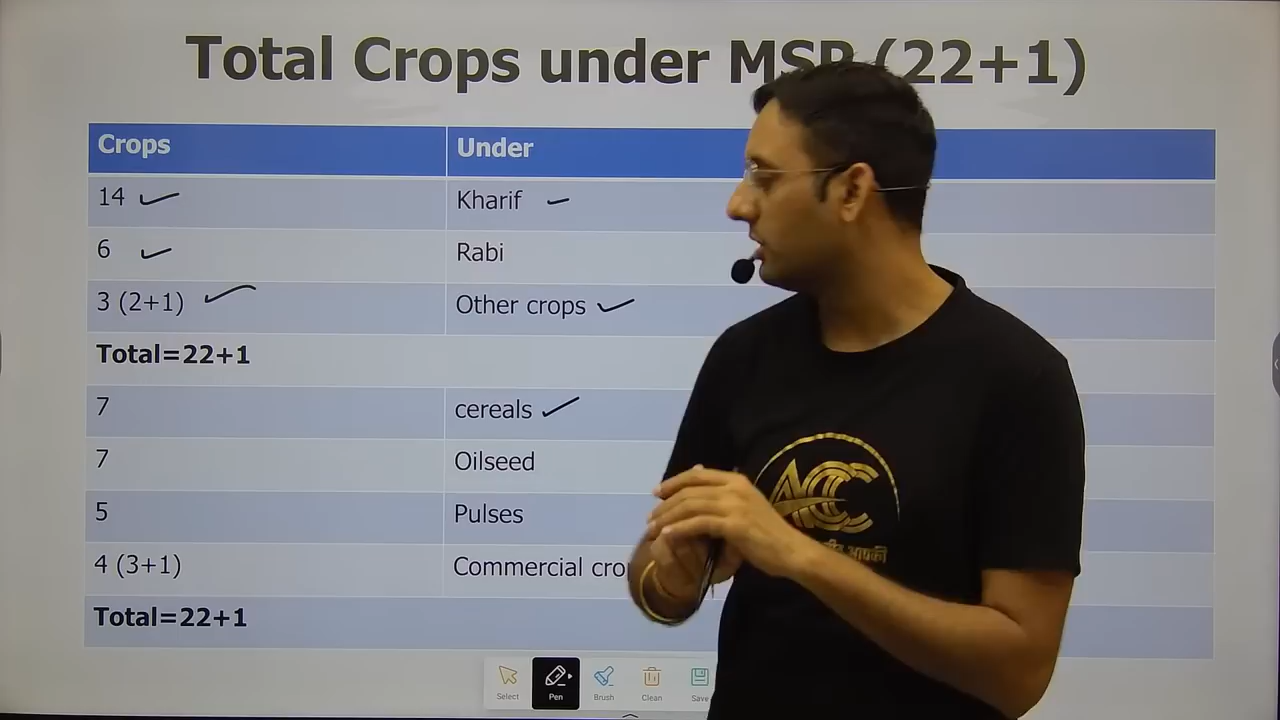 Total Crops under MSP (22+1)
Crops Under
14 Kharif
6 Rabi
3 (2+1) Other crops
Total=22+1
7 cereals
7 Oilseed
5 Pulses
4 (3+1) Commercial cro
Total=22+1
ACC
आपकी
Select Pen Brush Clean Save